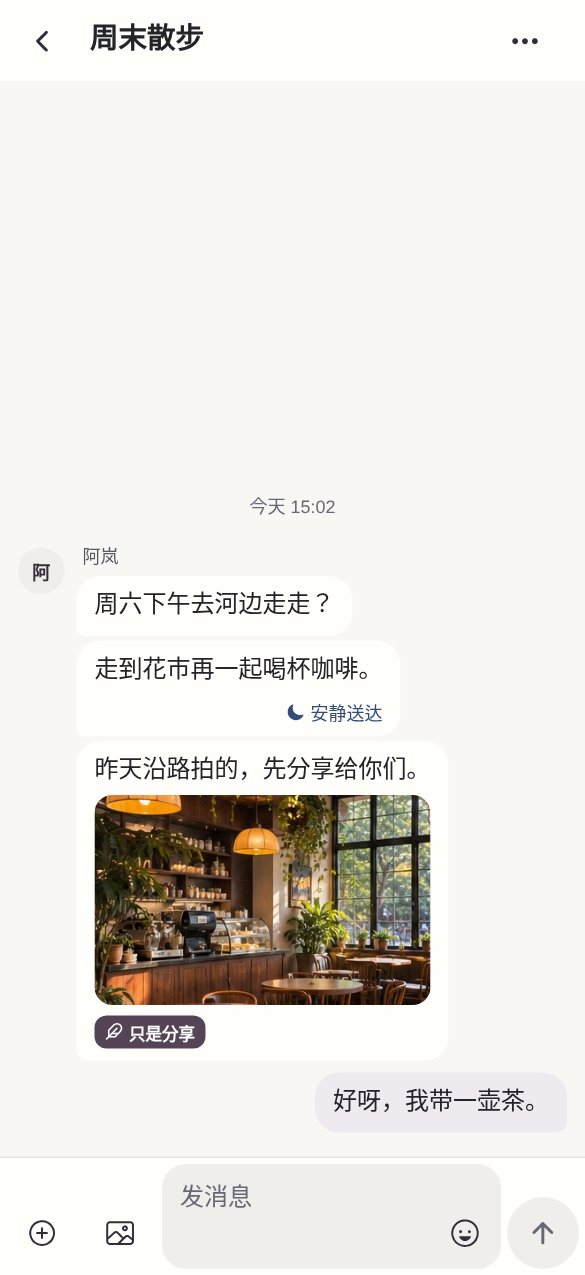 周末散步
今天 15:02
阿
阿岚
周六下午去河边走走？
走到花市再一起喝杯咖啡。
安静送达
昨天沿路拍的，先分享给你们。
只是分享
好呀，我带一壶茶。
发消息